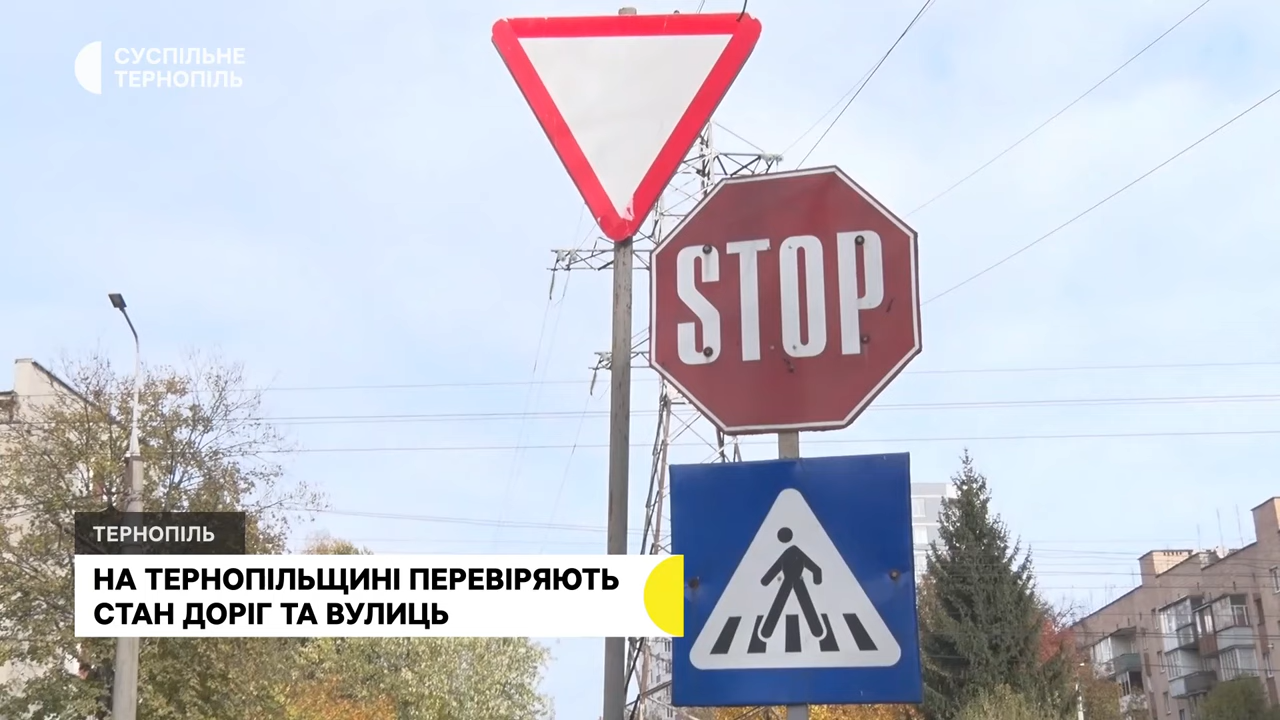 СУСПІЛЬНЕ
ТЕРНОПІЛЬ
STOP
ТЕРНОПІЛЬ
НА ТЕРНОПІЛЬЩИНІ ПЕРЕВІРЯЮТЬ
СТАН ДОРІГ ТА ВУЛИЦЬ